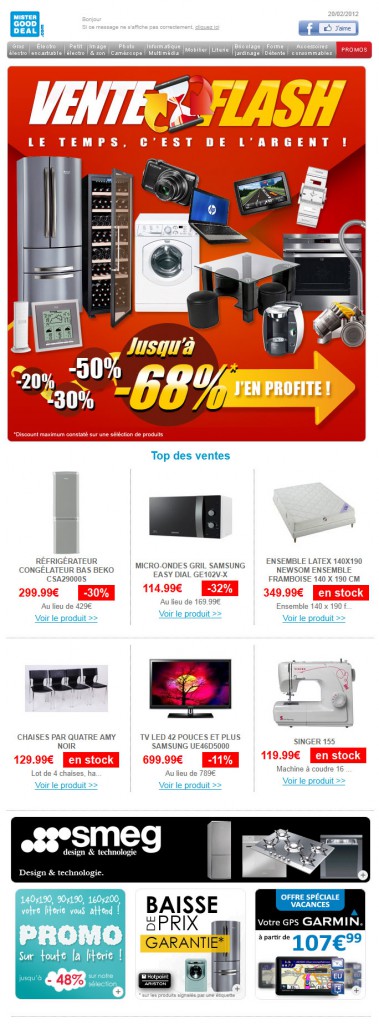 MISTER
GOOD
DEAL
.com
Bonjour
Si ce message ne s'affiche pas correctement, cliquez ici
28/02/2012
f
J'aime
Gros électro
Électro encastrable
Petit électro
Image & son
Photo Caméscope
Informatique Multimédia
Mobilier
Literie
Bricolage Jardinage
Forme Détente
Accessoires consommables
PROMOS
VENTE FLASH
LE TEMPS, C'EST DE L'ARGENT !
Jusqu'à
-20%
-30%
-50%
-68%*
J'EN PROFITE !
*Discount maximum constaté sur une sélection de produits
Top des ventes
RÉFRIGÉRATEUR
CONGÉLATEUR BAS BEKO
CSA29000S
299.99€ -30%
Au lieu de 429€
Voir le produit >>
MICRO-ONDES GRIL SAMSUNG
EASY DIAL GE102V-X
114.99€ -32%
Au lieu de 169.99€
Voir le produit >>
ENSEMBLE LATEX 140X190
NEWSOM ENSEMBLE
FRAMBOISE 140 X 190 CM
349.99€ en stock
Ensemble 140 x 190 f...
Voir le produit >>
CHAISES PAR QUATRE AMY
NOIR
129.99€ en stock
Lot de 4 chaises, ha...
Voir le produit >>
TV LED 42 POUCES ET PLUS
SAMSUNG UE46D5000
699.99€ -11%
Au lieu de 789€
Voir le produit >>
SINGER 155
119.99€ en stock
Machine à coudre 16 ...
Voir le produit >>
smeg
design & technologie
Design & technologie.
140x190, 90x190, 160x200,
votre literie vous attend !
PROMO
sur toute la literie !
jusqu'à -48% sur notre
sélection
BAISSE
DE PRIX
GARANTIE*
Hotpoint
ARISTON
* sur les produits signalés par une étiquette
OFFRE SPÉCIALE
VACANCES
Votre GPS GARMIN.
à partir de
107€99